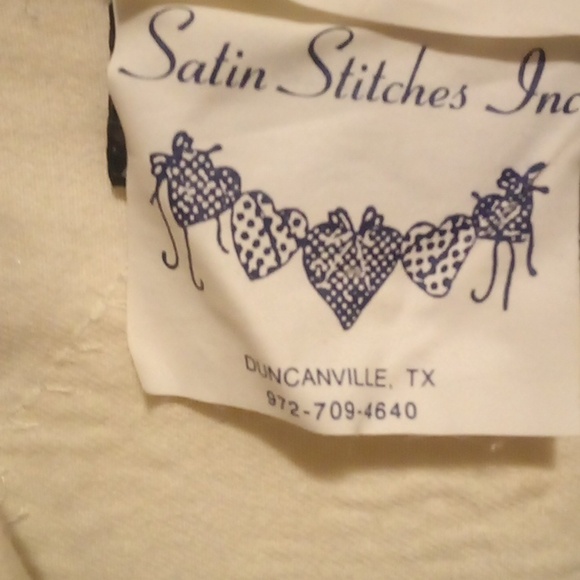 Satin Stitches Inc
DUNCANVILLE, TX
972-709-4640